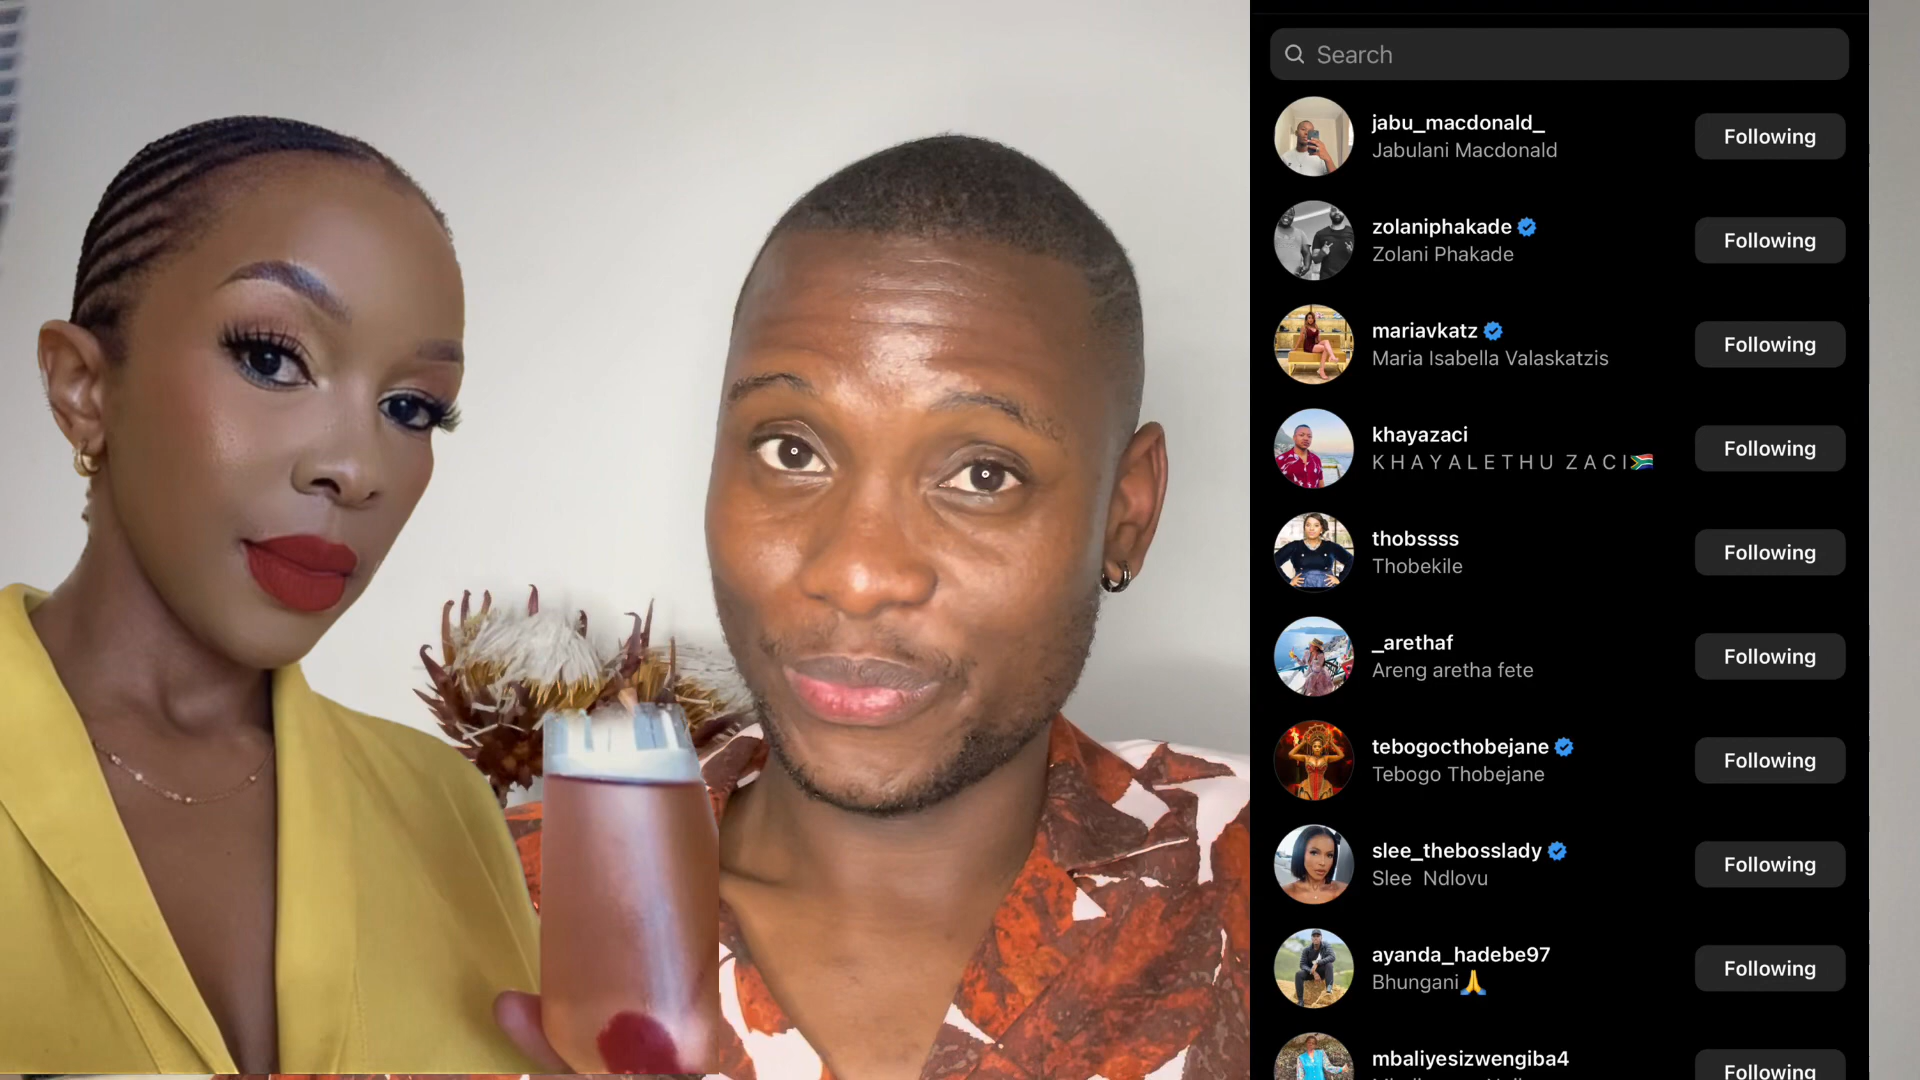 Search
jabu_macdonald_
Jabulani Macdonald
Following
zolaniphakade
Zolani Phakade
Following
mariavkatz
Maria Isabella Valaskatzis
Following
khayazaci
K H A Y A L E T H U  Z A C I🇿🇦
Following
thobssss
Thobekile
Following
_arethaf
Areng aretha fete
Following
tebogocthobejane
Tebogo Thobejane
Following
slee_thebosslady
Slee  Ndlovu
Following
ayanda_hadebe97
Bhungani🙏
Following
mbaliyesizwengiba4
Following